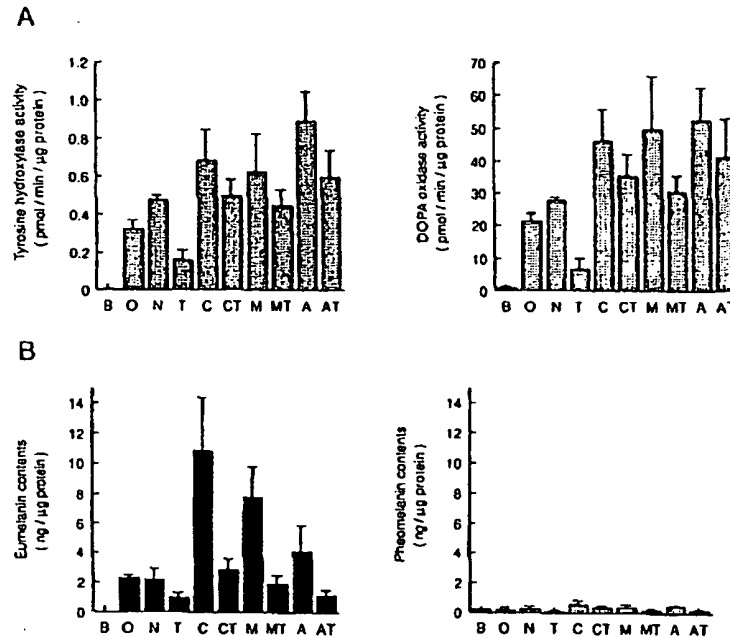 A
Tyrosine hydroxylase activity
( pmol / min / µg protein )
1.2
1.0
0.8
0.6
0.4
0.2
0
B O N T C CT M MT A AT
DOPA oxidase activity
( pmol / min / µg protein )
70
60
50
40
30
20
10
0
B O N T C CT M MT A AT
B
Eumelanin contents
( ng / µg protein )
14
12
10
8
6
4
2
0
B O N T C CT M MT A AT
Pheomelanin contents
( ng / µg protein )
14
12
10
8
6
4
2
0
B O N T C CT M MT A AT